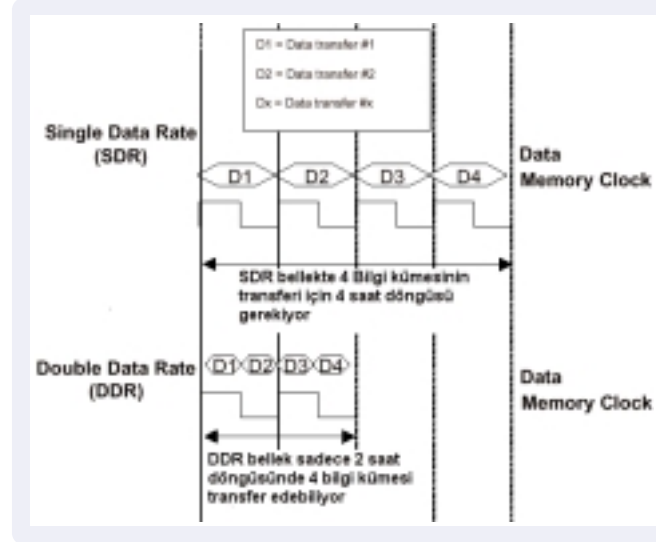 D1 = Data transfer #1
D2 = Data transfer #2
Dx = Data transfer #x
Single Data Rate
(SDR)
D1 D2 D3 D4
Data
Memory Clock
SDR bellekte 4 Bilgi kümesinin
transferi için 4 saat döngüsü
gerekiyor
Double Data Rate
(DDR)
D1 D2 D3 D4
Data
Memory Clock
DDR bellek sadece 2 saat
döngüsünde 4 bilgi kümesi
transfer edebiliyor